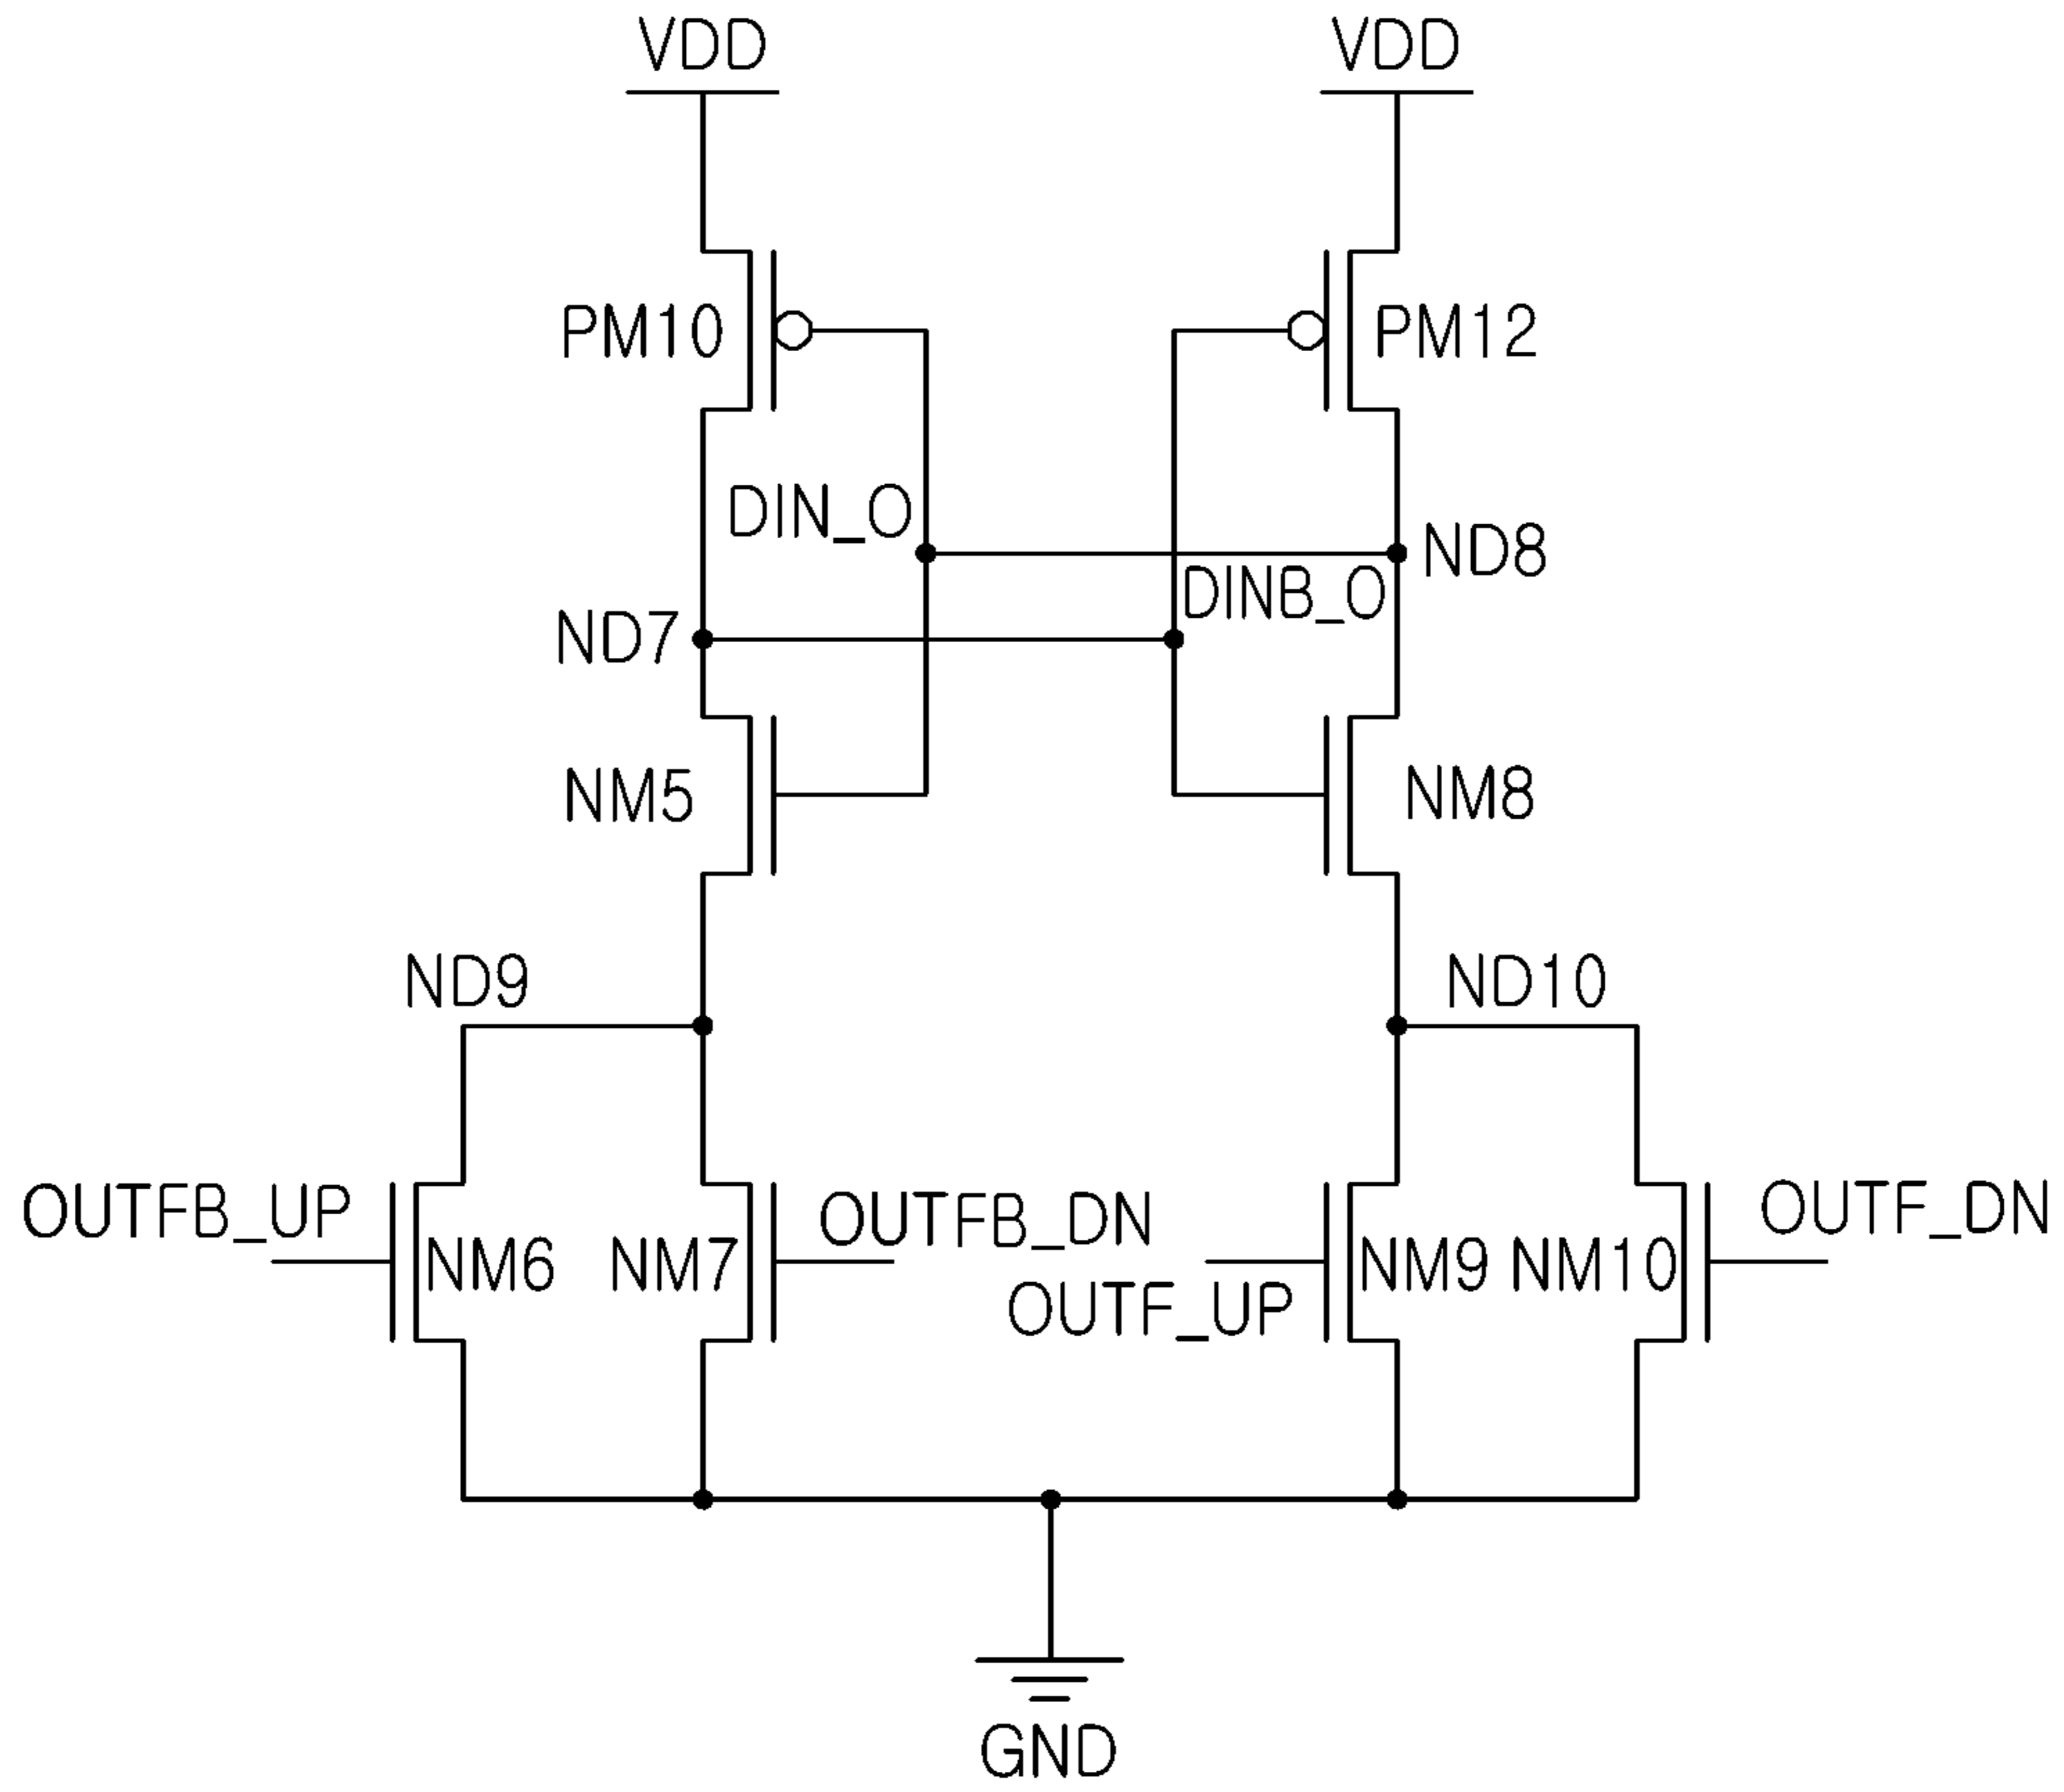 VDD
VDD
PM10
PM12
DIN_O
ND8
DINB_O
ND7
NM5
NM8
ND9
ND10
OUTFB_UP
NM6
NM7
OUTFB_DN
OUTF_UP
NM9
NM10
OUTF_DN
GND